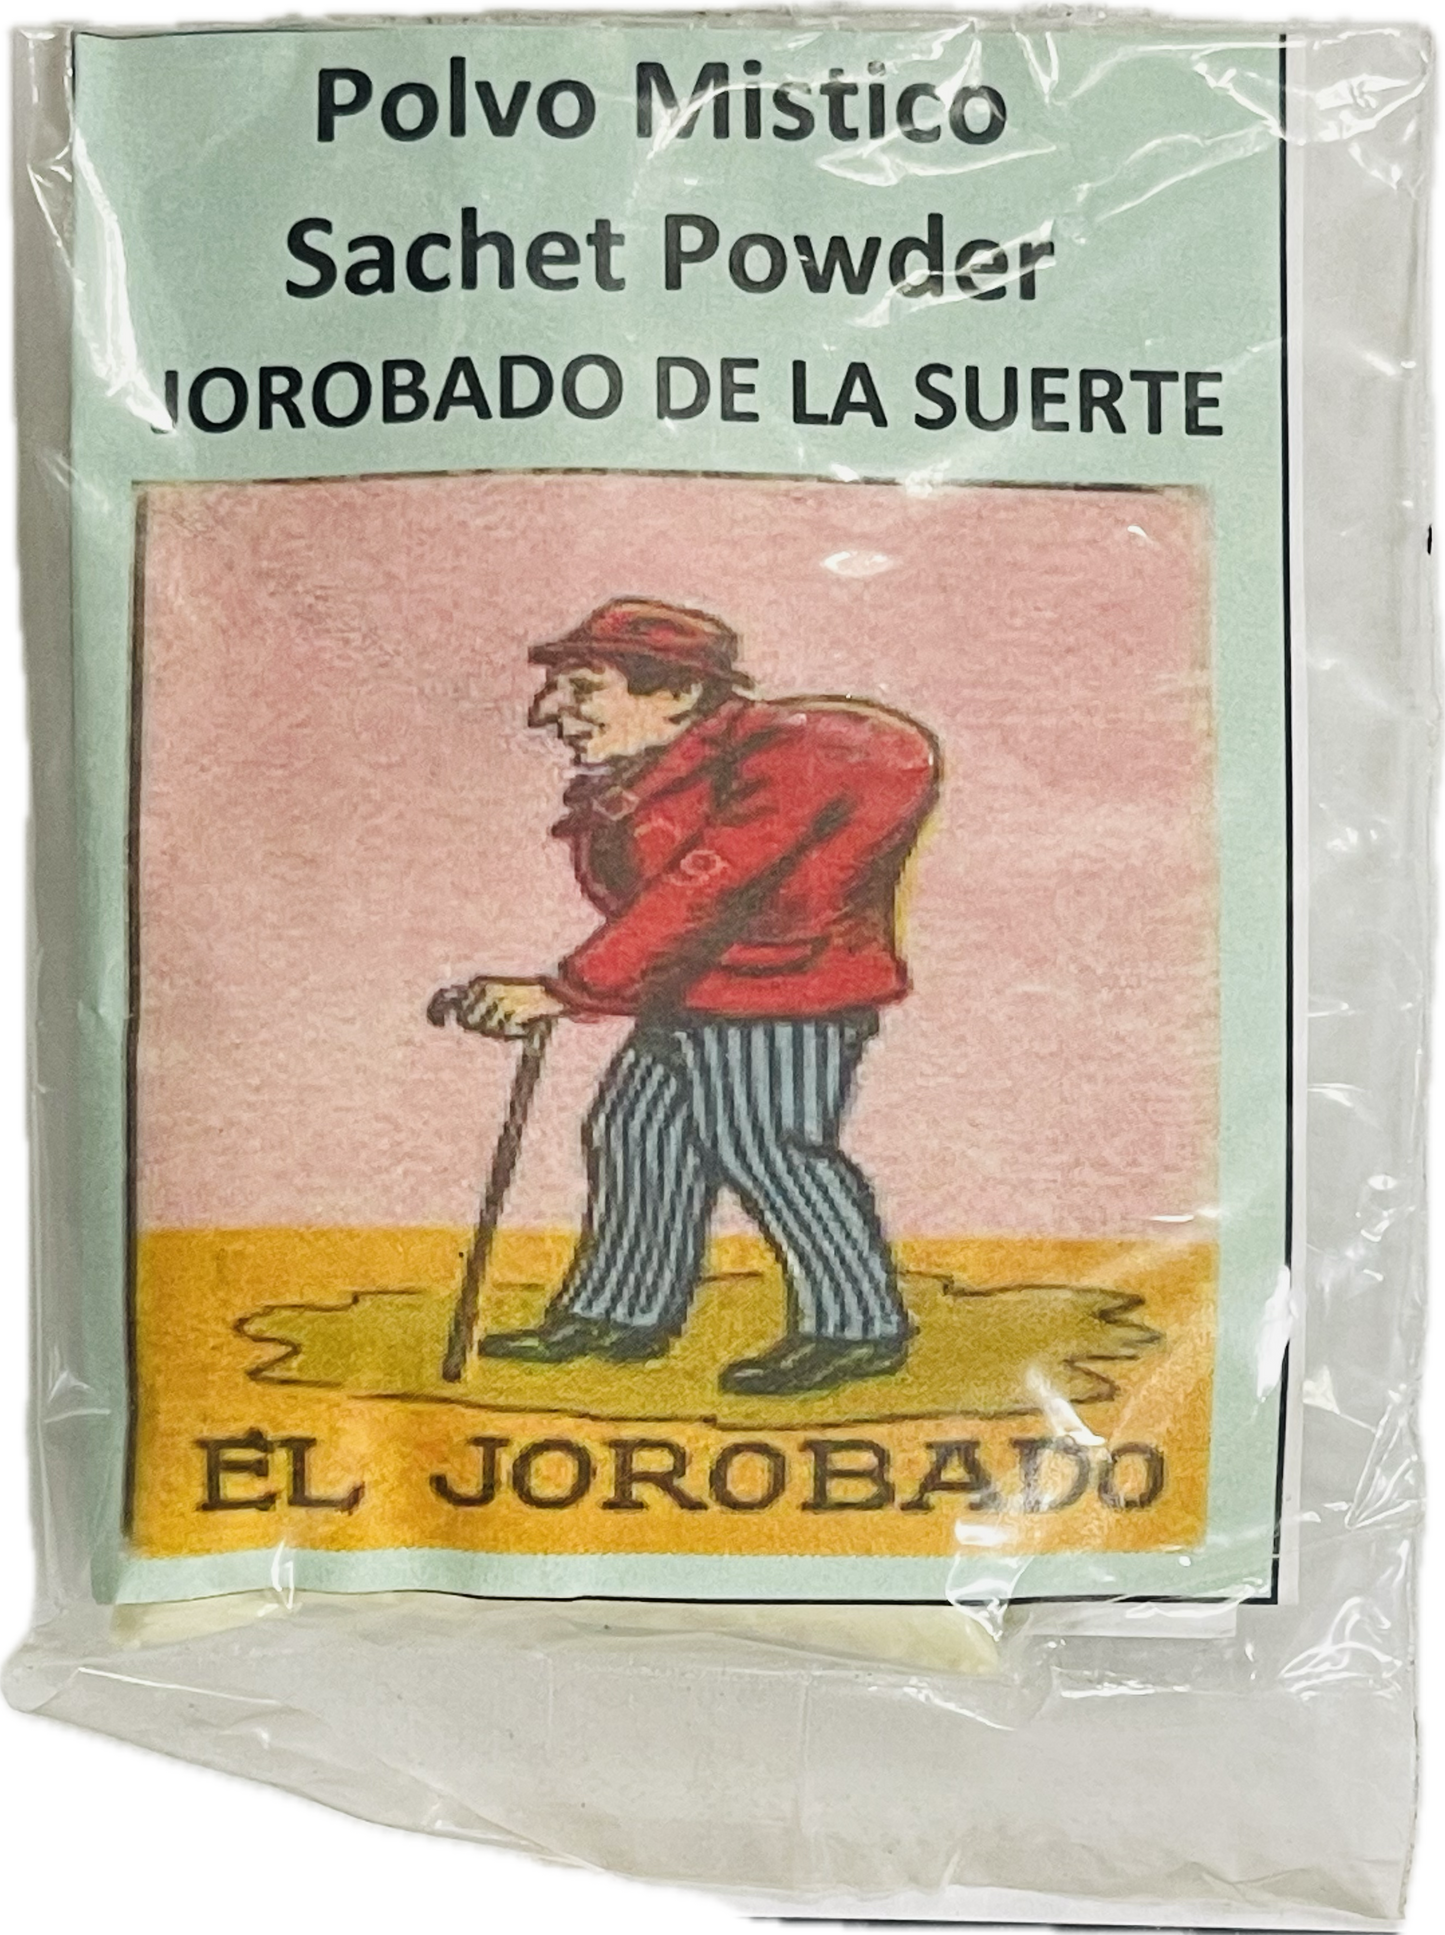 Polvo Mistico
Sachet Powder
JOROBADO DE LA SUERTE
EL JOROBADO